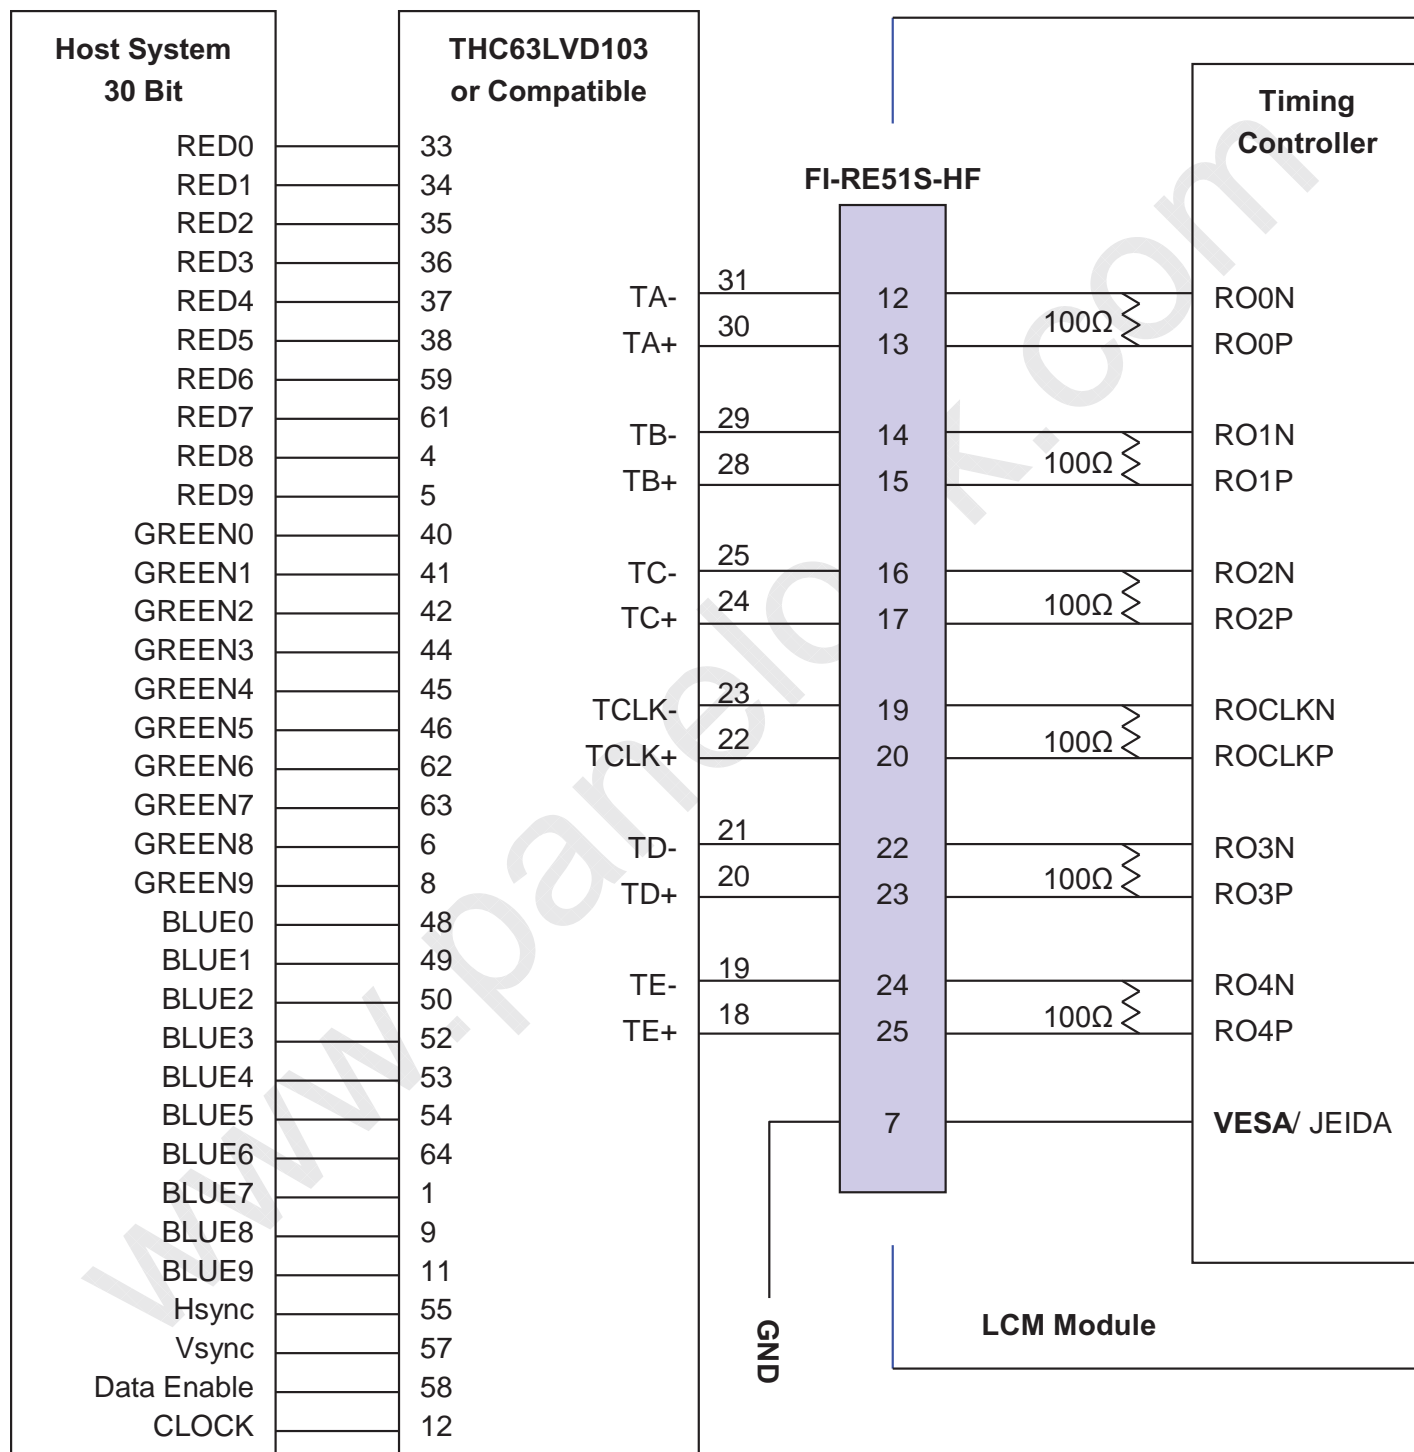 Host System
30 Bit
RED0
RED1
RED2
RED3
RED4
RED5
RED6
RED7
RED8
RED9
GREEN0
GREEN1
GREEN2
GREEN3
GREEN4
GREEN5
GREEN6
GREEN7
GREEN8
GREEN9
BLUE0
BLUE1
BLUE2
BLUE3
BLUE4
BLUE5
BLUE6
BLUE7
BLUE8
BLUE9
Hsync
Vsync
Data Enable
CLOCK
THC63LVD103
or Compatible
33
34
35
36
37
38
59
61
4
5
40
41
42
44
45
46
62
63
6
8
48
49
50
52
53
54
64
1
9
11
55
57
58
12
TA-
TA+
TB-
TB+
TC-
TC+
TCLK-
TCLK+
TD-
TD+
TE-
TE+
31
30
29
28
25
24
23
22
21
20
19
18
GND
FI-RE51S-HF
12
13
14
15
16
17
19
20
22
23
24
25
7
100Ω
100Ω
100Ω
100Ω
100Ω
100Ω
Timing
Controller
RO0N
RO0P
RO1N
RO1P
RO2N
RO2P
ROCLKN
ROCLKP
RO3N
RO3P
RO4N
RO4P
VESA/ JEIDA
LCM Module